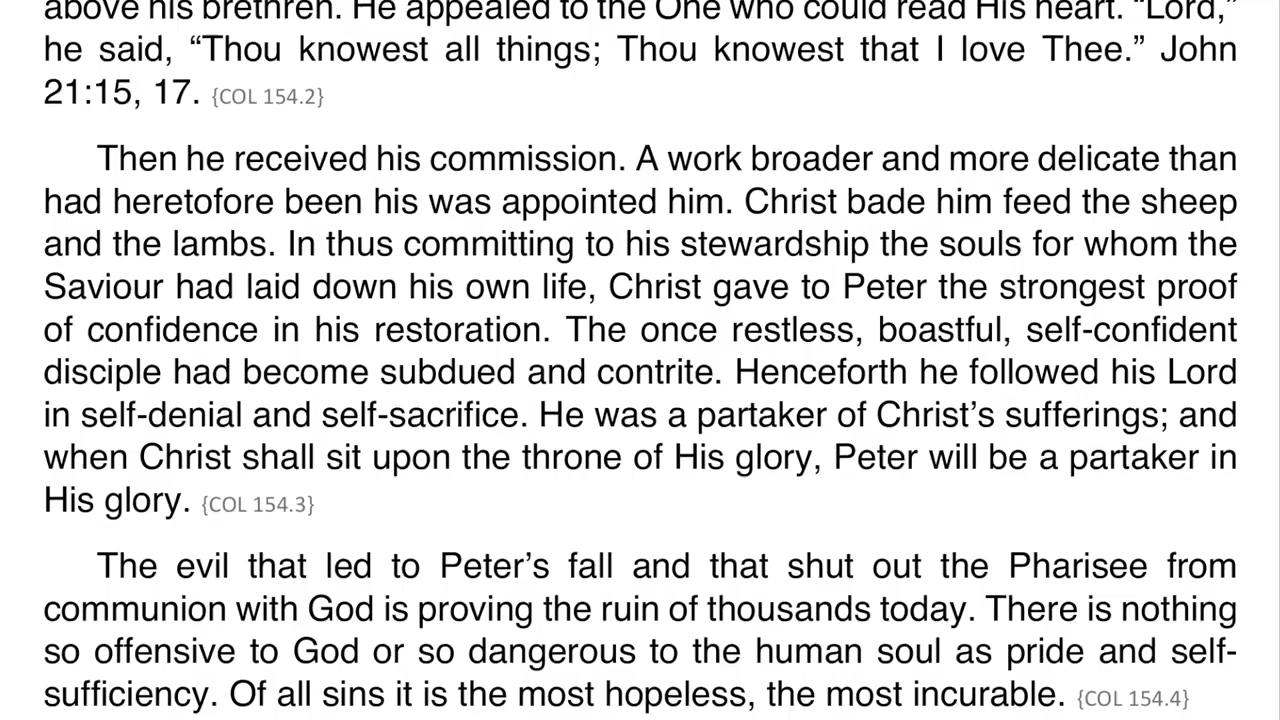 above his brethren. He appealed to the One who could read His heart. “Lord,”
he said, “Thou knowest all things; Thou knowest that I love Thee.” John
21:15, 17. {COL 154.2}
Then he received his commission. A work broader and more delicate than
had heretofore been his was appointed him. Christ bade him feed the sheep
and the lambs. In thus committing to his stewardship the souls for whom the
Saviour had laid down his own life, Christ gave to Peter the strongest proof
of confidence in his restoration. The once restless, boastful, self-confident
disciple had become subdued and contrite. Henceforth he followed his Lord
in self-denial and self-sacrifice. He was a partaker of Christ’s sufferings; and
when Christ shall sit upon the throne of His glory, Peter will be a partaker in
His glory. {COL 154.3}
The evil that led to Peter’s fall and that shut out the Pharisee from
communion with God is proving the ruin of thousands today. There is nothing
so offensive to God or so dangerous to the human soul as pride and self-
sufficiency. Of all sins it is the most hopeless, the most incurable. {COL 154.4}